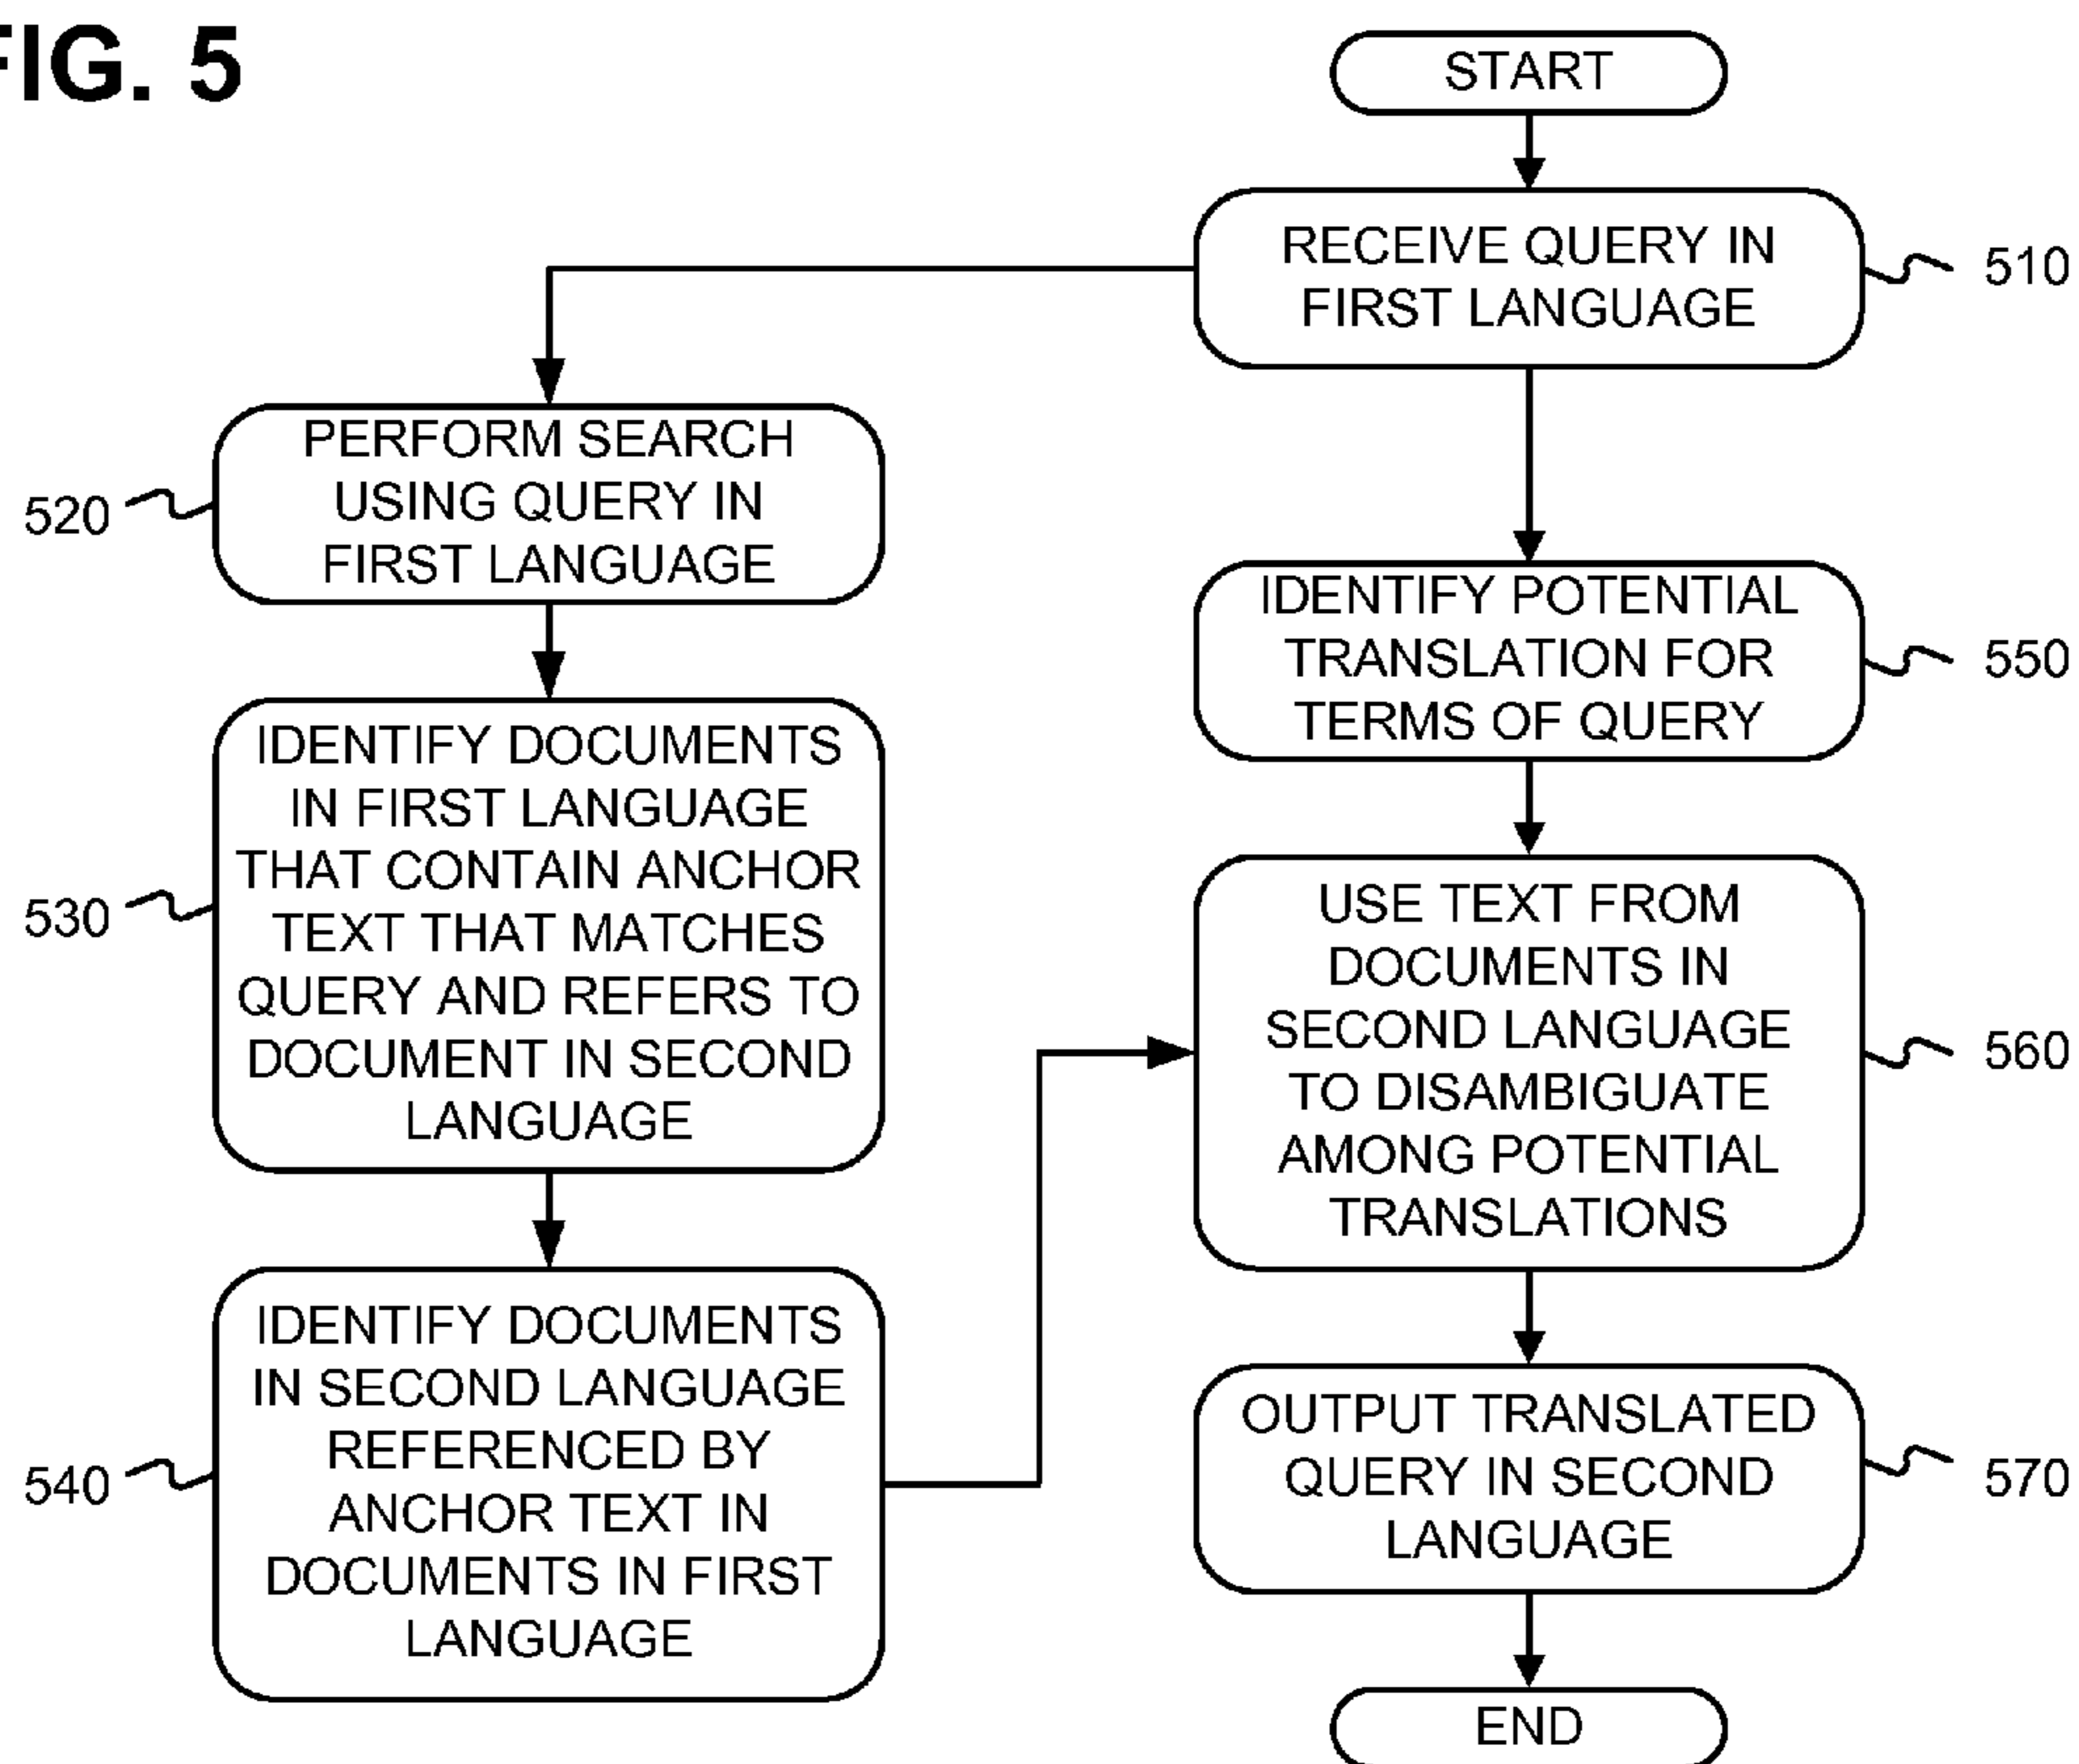 FIG. 5
START
RECEIVE QUERY IN
FIRST LANGUAGE
510
PERFORM SEARCH
USING QUERY IN
FIRST LANGUAGE
520
IDENTIFY DOCUMENTS
IN FIRST LANGUAGE
THAT CONTAIN ANCHOR
TEXT THAT MATCHES
QUERY AND REFERS TO
DOCUMENT IN SECOND
LANGUAGE
530
IDENTIFY DOCUMENTS
IN SECOND LANGUAGE
REFERENCED BY
ANCHOR TEXT IN
DOCUMENTS IN FIRST
LANGUAGE
540
IDENTIFY POTENTIAL
TRANSLATION FOR
TERMS OF QUERY
550
USE TEXT FROM
DOCUMENTS IN
SECOND LANGUAGE
TO DISAMBIGUATE
AMONG POTENTIAL
TRANSLATIONS
560
OUTPUT TRANSLATED
QUERY IN SECOND
LANGUAGE
570
END